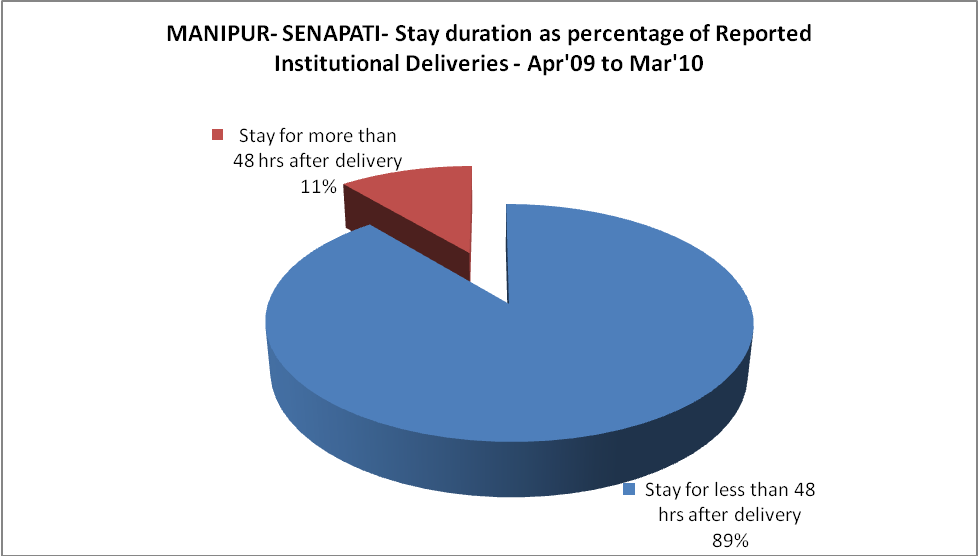 MANIPUR- SENAPATI- Stay duration as percentage of Reported
Institutional Deliveries - Apr'09 to Mar'10
Stay for more than
48 hrs after delivery
11%
Stay for less than 48
hrs after delivery
89%